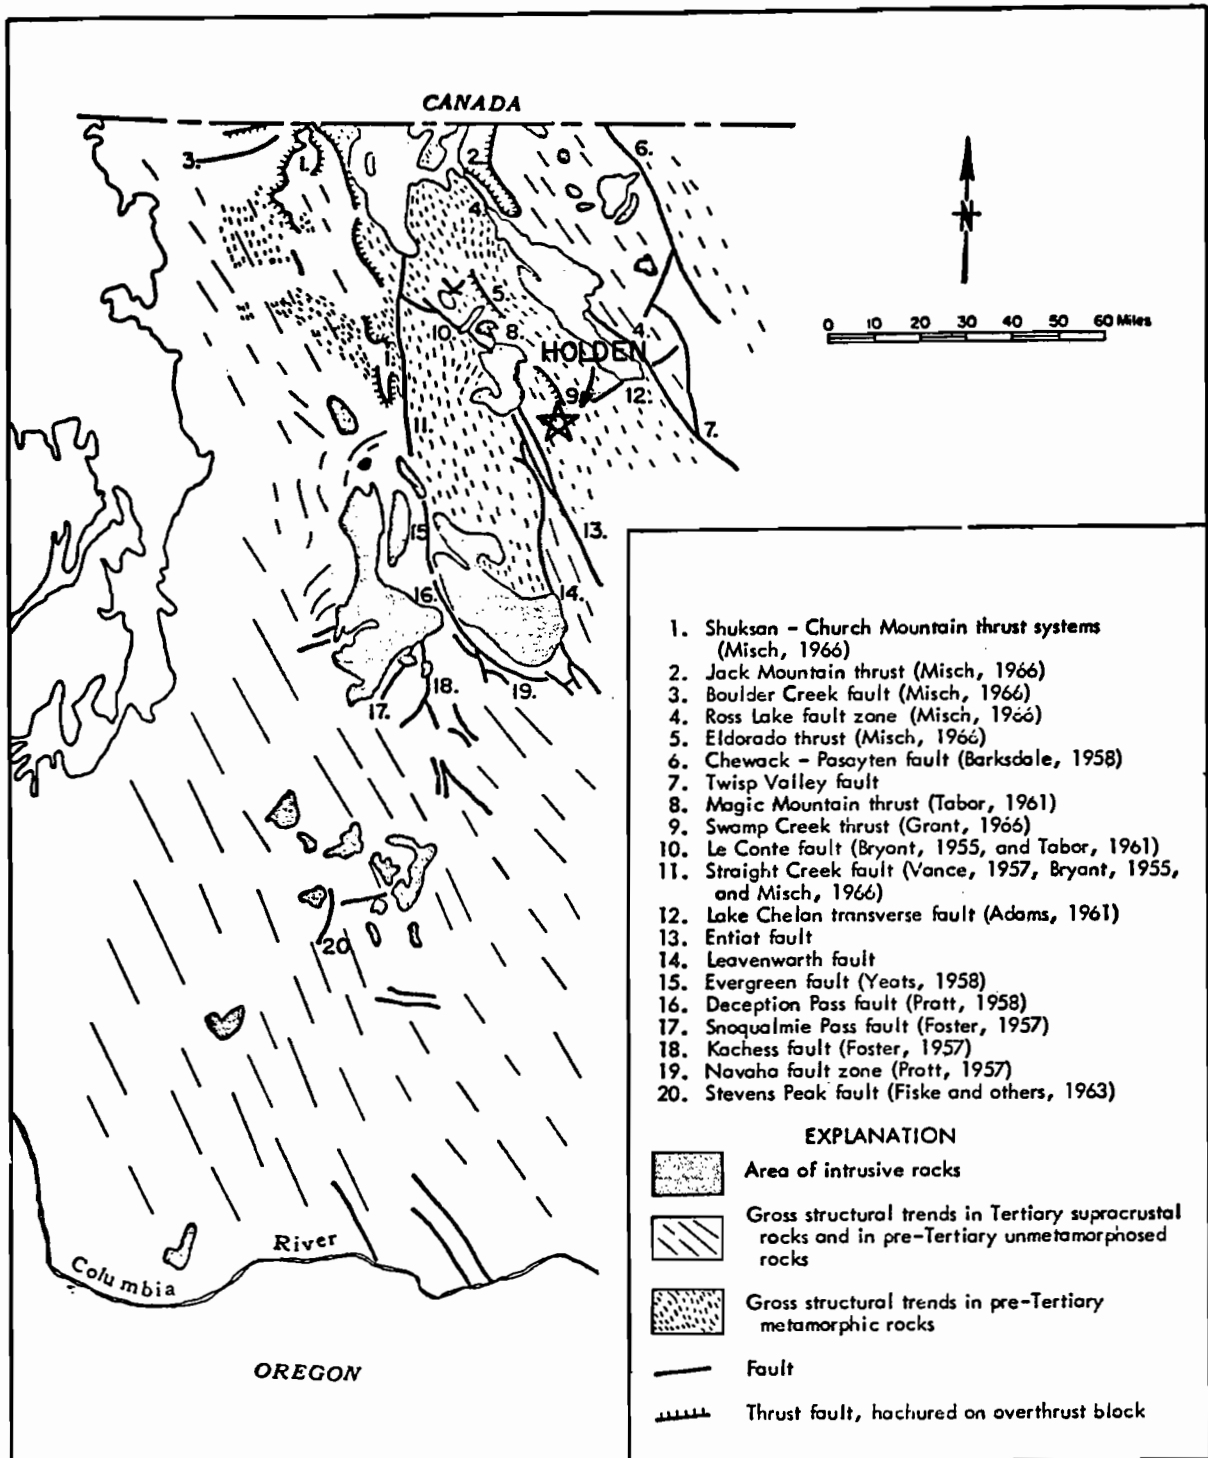 CANADA
3.
1.
2
6.
4.
N
5.
0 10 20 30 40 50 60 Miles
10. 8 4
HOLDEN
9 12.
11. 7.
15 13.
16. 14.
18. 19.
17.
20
1. Shuksan - Church Mountain thrust systems
(Misch, 1966)
2. Jack Mountain thrust (Misch, 1966)
3. Boulder Creek fault (Misch, 1966)
4. Ross Lake fault zone (Misch, 1966)
5. Eldorado thrust (Misch, 1966)
6. Chewack - Pasayten fault (Barksdale, 1958)
7. Twisp Valley fault
8. Magic Mountain thrust (Tabor, 1961)
9. Swamp Creek thrust (Grant, 1966)
10. Le Conte fault (Bryant, 1955, and Tabor, 1961)
11. Straight Creek fault (Vance, 1957, Bryant, 1955,
and Misch, 1966)
12. Lake Chelan transverse fault (Adams, 1961)
13. Entiat fault
14. Leavenworth fault
15. Evergreen fault (Yeats, 1958)
16. Deception Pass fault (Pratt, 1958)
17. Snoqualmie Pass fault (Foster, 1957)
18. Kachess fault (Foster, 1957)
19. Navaho fault zone (Pratt, 1957)
20. Stevens Peak fault (Fiske and others, 1963)
EXPLANATION
Area of intrusive rocks
Gross structural trends in Tertiary supracrustal
rocks and in pre-Tertiary unmetamorphosed
rocks
Gross structural trends in pre-Tertiary
metamorphic rocks
Fault
Thrust fault, hachured on overthrust block
Columbia River
OREGON